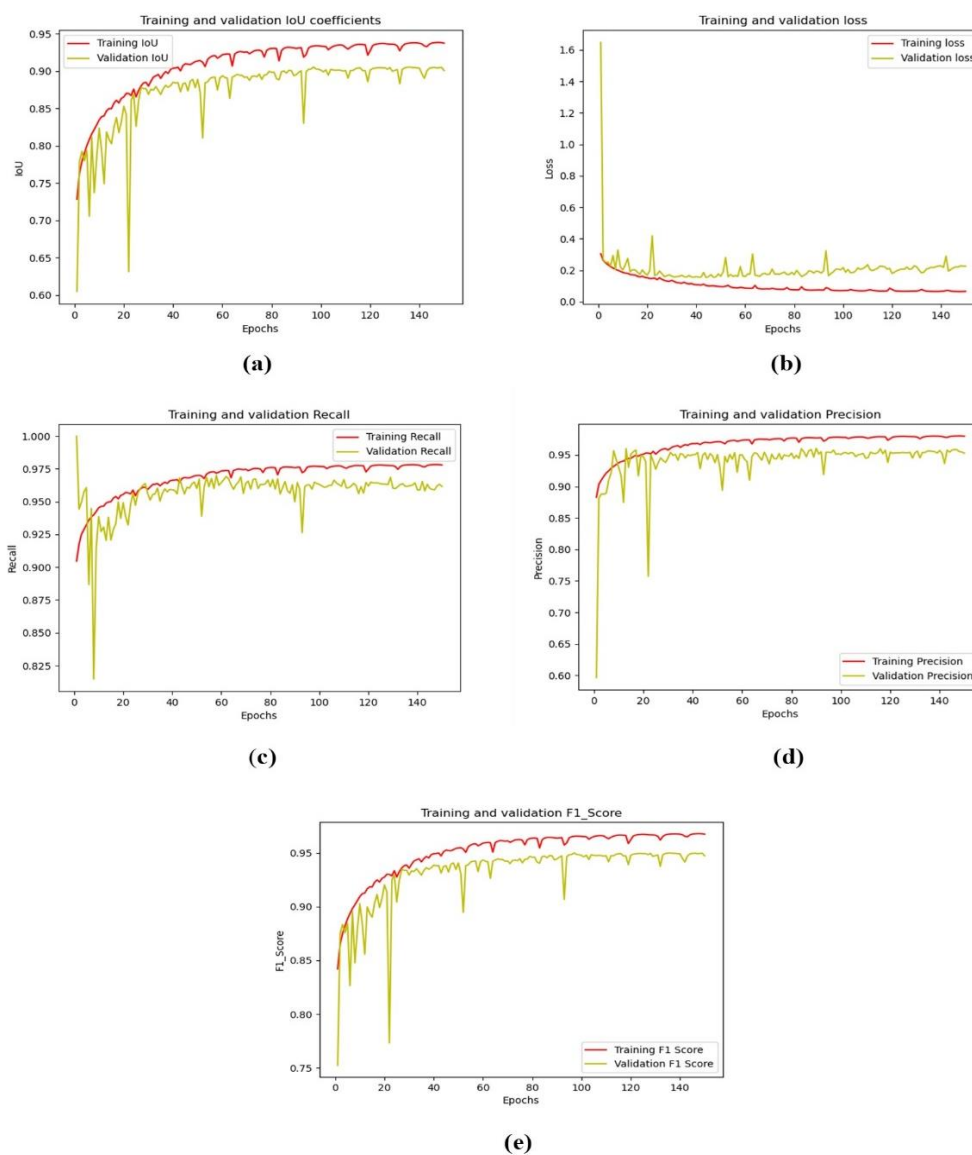 Training and validation IoU coefficients
Training IoU
Validation IoU
0.95
0.90
0.85
0.80
0.75
0.70
0.65
0.60
IoU
0 20 40 60 80 100 120 140
Epochs
(a)
Training and validation loss
Training loss
Validation loss
1.6
1.4
1.2
1.0
0.8
0.6
0.4
0.2
0.0
Loss
0 20 40 60 80 100 120 140
Epochs
(b)
Training and validation Recall
Training Recall
Validation Recall
1.000
0.975
0.950
0.925
0.900
0.875
0.850
0.825
Recall
0 20 40 60 80 100 120 140
Epochs
(c)
Training and validation Precision
0.95
0.90
0.85
0.80
0.75
0.70
0.65
0.60
Precision
Training Precision
Validation Precision
0 20 40 60 80 100 120 140
Epochs
(d)
Training and validation F1_Score
0.95
0.90
0.85
0.80
0.75
F1_Score
Training F1 Score
Validation F1 Score
0 20 40 60 80 100 120 140
Epochs
(e)